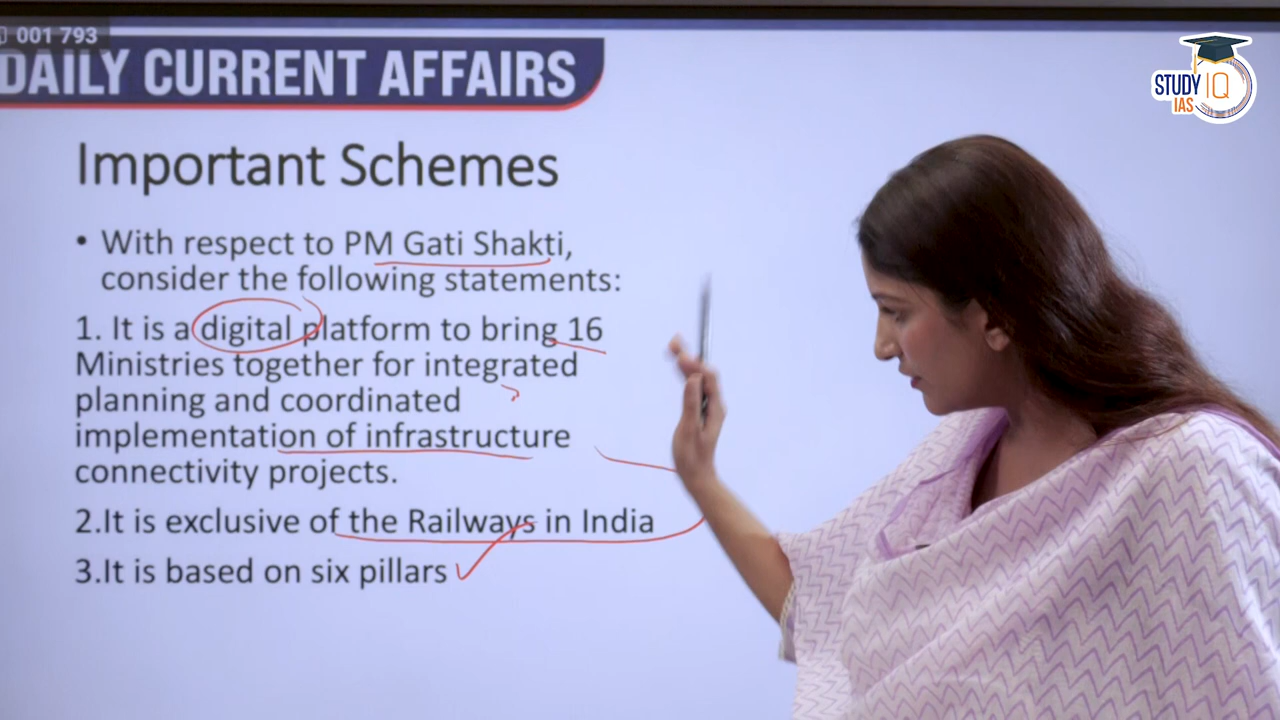 001 793
DAILY CURRENT AFFAIRS
STUDY IQ
IAS
Important Schemes
• With respect to PM Gati Shakti,
consider the following statements:
1. It is a digital platform to bring 16
Ministries together for integrated
planning and coordinated
implementation of infrastructure
connectivity projects.
2.It is exclusive of the Railways in India
3.It is based on six pillars